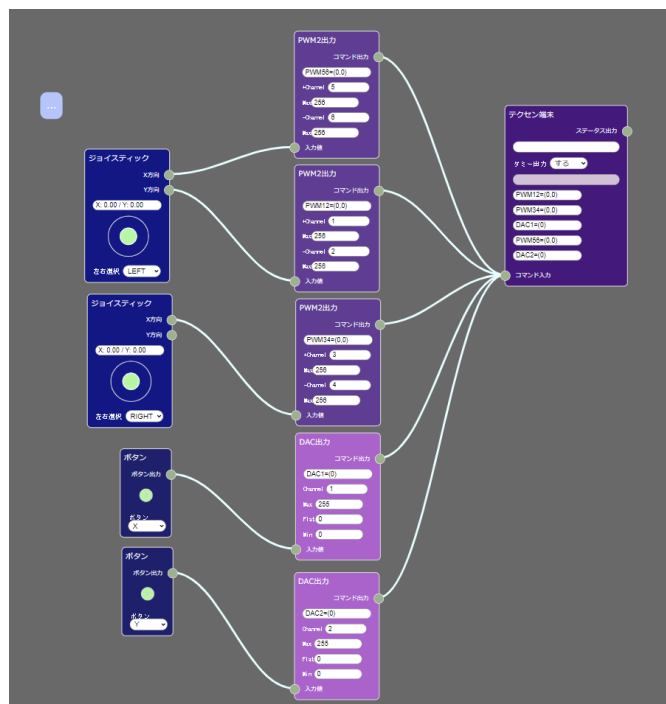 ...
ジョイスティック
X方向
Y方向
X: 0.00 / Y: 0.00
左右選択 LEFT
ジョイスティック
X方向
Y方向
X: 0.00 / Y: 0.00
左右選択 RIGHT
ボタン
ボタン出力
ボタン
X
ボタン
ボタン出力
ボタン
Y
PWM2出力
コマンド出力
PWM56=(0,0)
+Channel 5
Max 256
-Channel 6
Max 256
入力値
PWM2出力
コマンド出力
PWM12=(0,0)
+Channel 1
Max 256
-Channel 2
Max 256
入力値
PWM2出力
コマンド出力
PWM34=(0,0)
+Channel 3
Max 256
-Channel 4
Max 256
入力値
DAC出力
コマンド出力
DAC1=(0)
Channel 1
Max 255
Flat 0
Min 0
入力値
DAC出力
コマンド出力
DAC2=(0)
Channel 2
Max 255
Flat 0
Min 0
入力値
テクセン端末
ステータス出力
ダミー出力 する
PWM12=(0,0)
PWM34=(0,0)
DAC1=(0)
PWM56=(0,0)
DAC2=(0)
コマンド入力